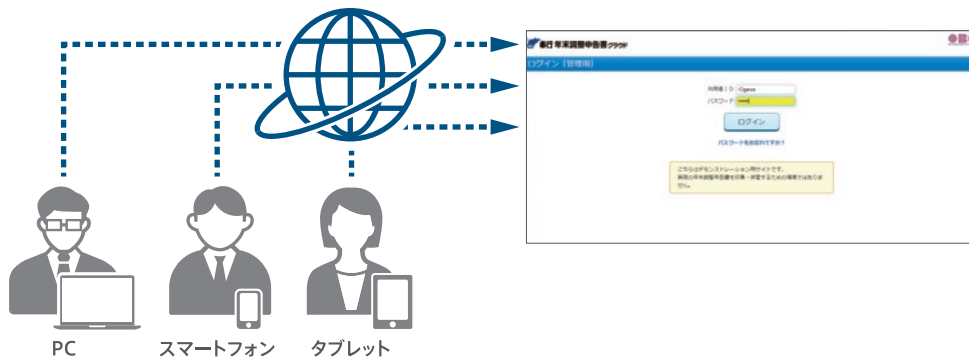 奉行 年末調整申告書クラウド
OBC
ログイン [管理用]
利用者ID
パスワード
ログイン
パスワードをお忘れですか?
こちらはデモンストレーション用サイトです。
実際の年末調整申告書を収集・保管するための環境ではありま
せん。
PC スマートフォン タブレット